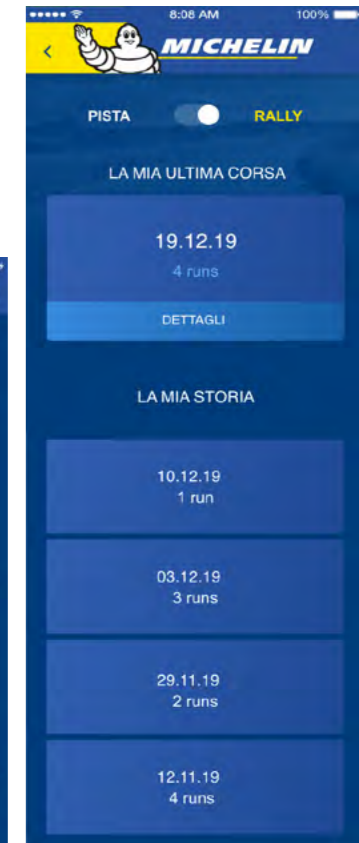 8:08 AM 100%
MICHELIN
PISTA RALLY
LA MIA ULTIMA CORSA
19.12.19
4 runs
DETTAGLI
LA MIA STORIA
10.12.19
1 run
03.12.19
3 runs
29.11.19
2 runs
12.11.19
4 runs